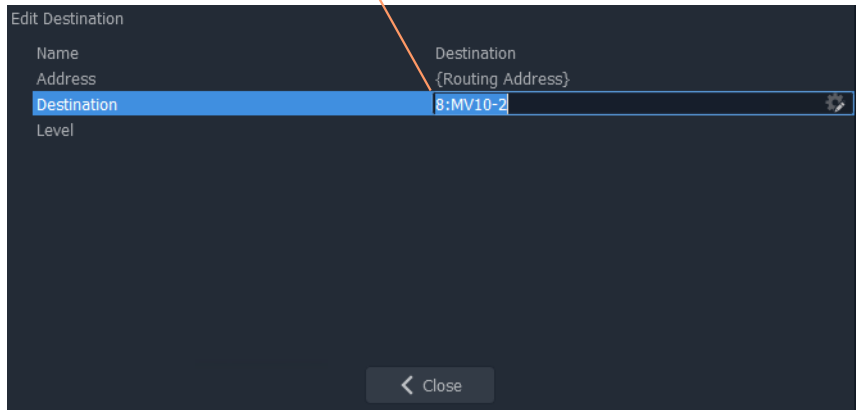 Edit Destination
Name Destination
Address {Routing Address}
Destination 8:MV10-2
Level
Close